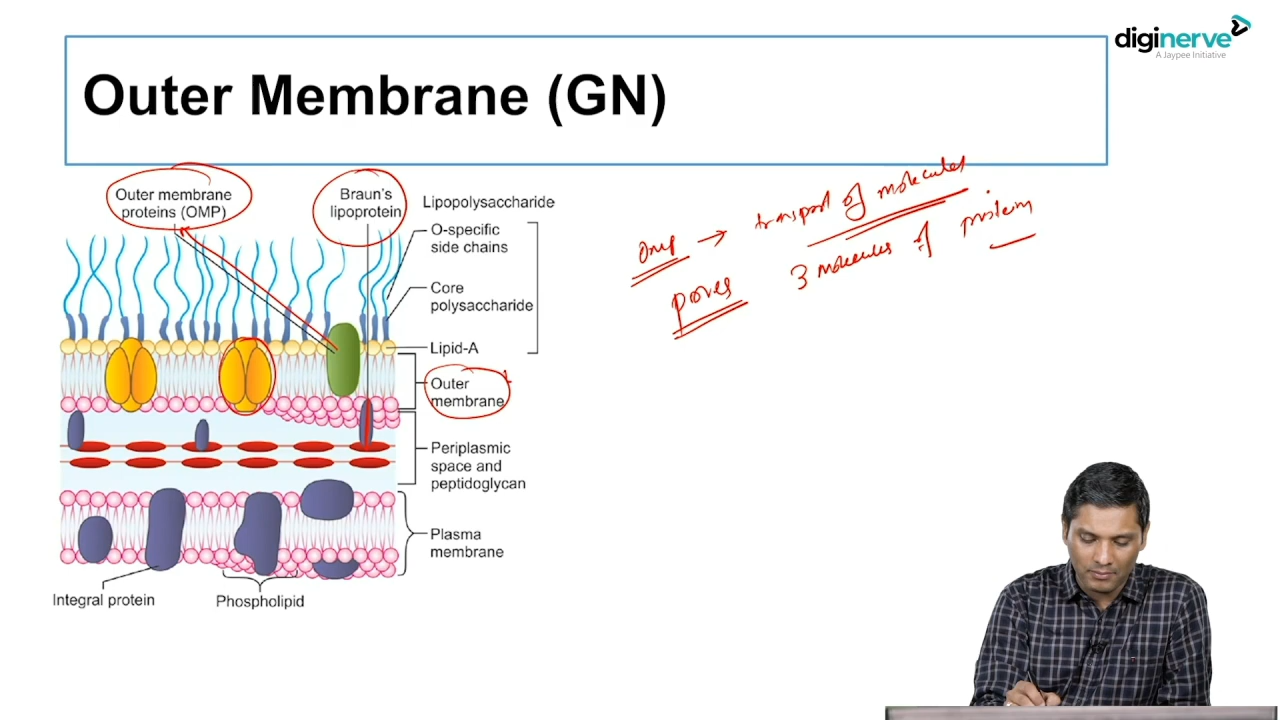 diginerve
A Jaypee Initiative
Outer Membrane (GN)
Outer membrane
proteins (OMP)
Braun's
lipoprotein
Lipopolysaccharide
O-specific
side chains
Core
polysaccharide
Lipid-A
Outer
membrane
Periplasmic
space and
peptidoglycan
Plasma
membrane
Integral protein
Phospholipid
OMP → transport of molecules
pores 3 molecules of protein